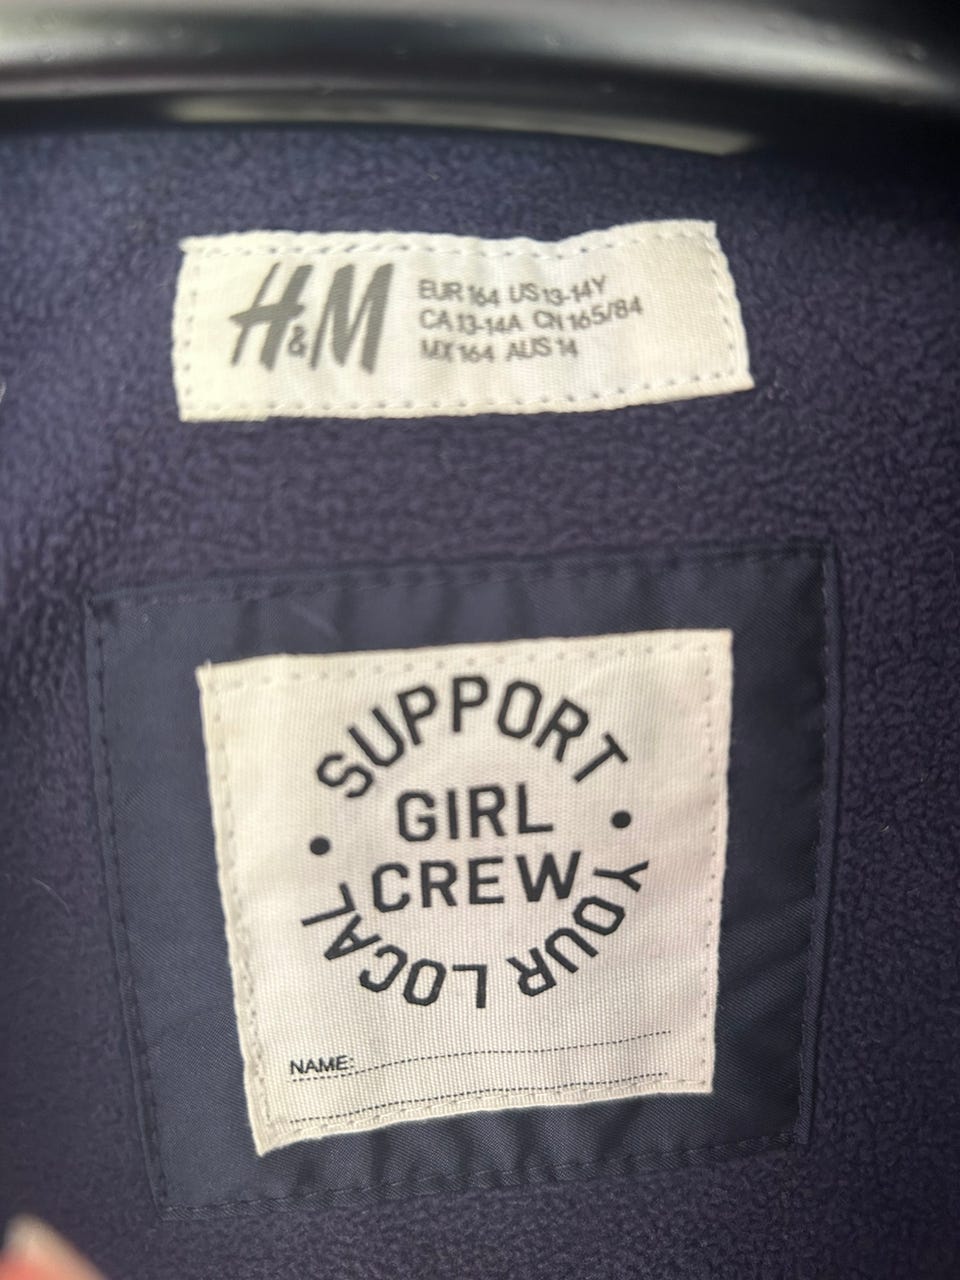 H&M
EUR 164 US 13-14Y
CA 13-14A CN 165/84
MX 164 AUS 14
SUPPORT
GIRL
CREW
YOUR LOCAL
NAME: